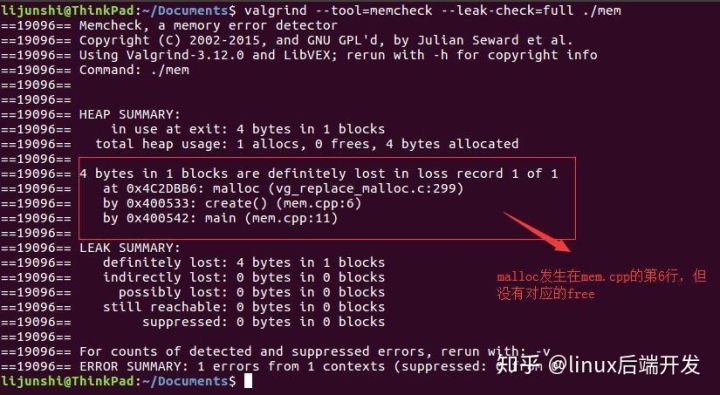 lijunshi@ThinkPad:~/Documents$ valgrind --tool=memcheck --leak-check=full ./mem
==19096== Memcheck, a memory error detector
==19096== Copyright (C) 2002-2015, and GNU GPL'd, by Julian Seward et al.
==19096== Using Valgrind-3.12.0 and LibVEX; rerun with -h for copyright info
==19096== Command: ./mem
==19096==
==19096==
==19096== HEAP SUMMARY:
==19096==     in use at exit: 4 bytes in 1 blocks
==19096==   total heap usage: 1 allocs, 0 frees, 4 bytes allocated
==19096==
==19096== 4 bytes in 1 blocks are definitely lost in loss record 1 of 1
==19096==    at 0x4C2DBB6: malloc (vg_replace_malloc.c:299)
==19096==    by 0x400533: create() (mem.cpp:6)
==19096==    by 0x400542: main (mem.cpp:11)
==19096==
==19096== LEAK SUMMARY:
==19096==    definitely lost: 4 bytes in 1 blocks
==19096==    indirectly lost: 0 bytes in 0 blocks
==19096==      possibly lost: 0 bytes in 0 blocks
==19096==    still reachable: 0 bytes in 0 blocks
==19096==         suppressed: 0 bytes in 0 blocks
==19096==
==19096== For counts of detected and suppressed errors, rerun with: -v
==19096== ERROR SUMMARY: 1 errors from 1 contexts (suppressed:
lijunshi@ThinkPad:~/Documents$
malloc发生在mem.cpp的第6行，但
没有对应的free
知乎 @linux后端开发